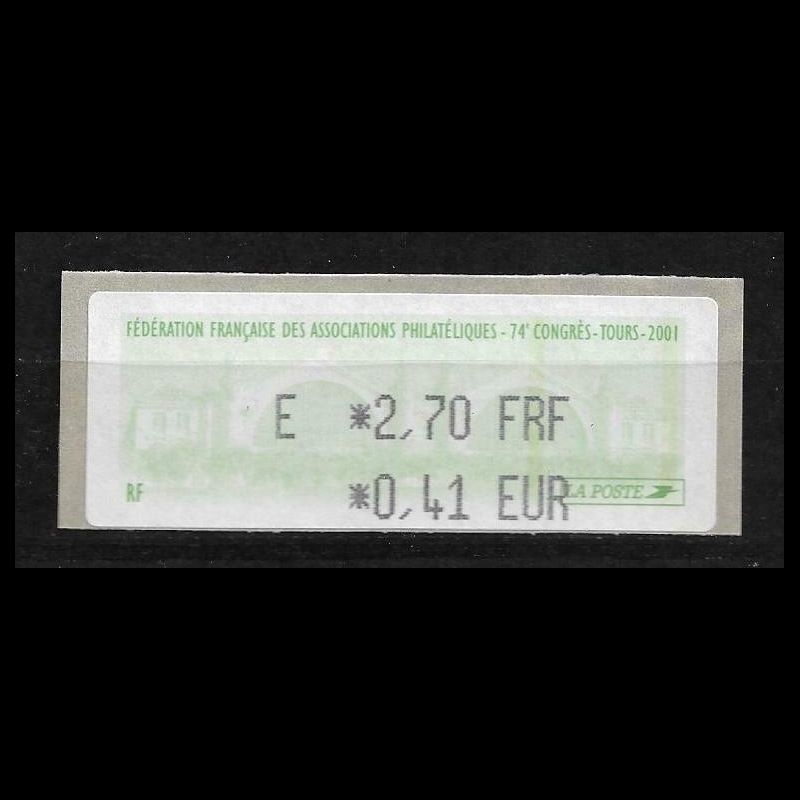 FÉDÉRATION FRANÇAISE DES ASSOCIATIONS PHILATÉLIQUES - 74e CONGRÈS - TOURS - 2001
E *2,70 FRF
RF *0,41 EUR LA POSTE